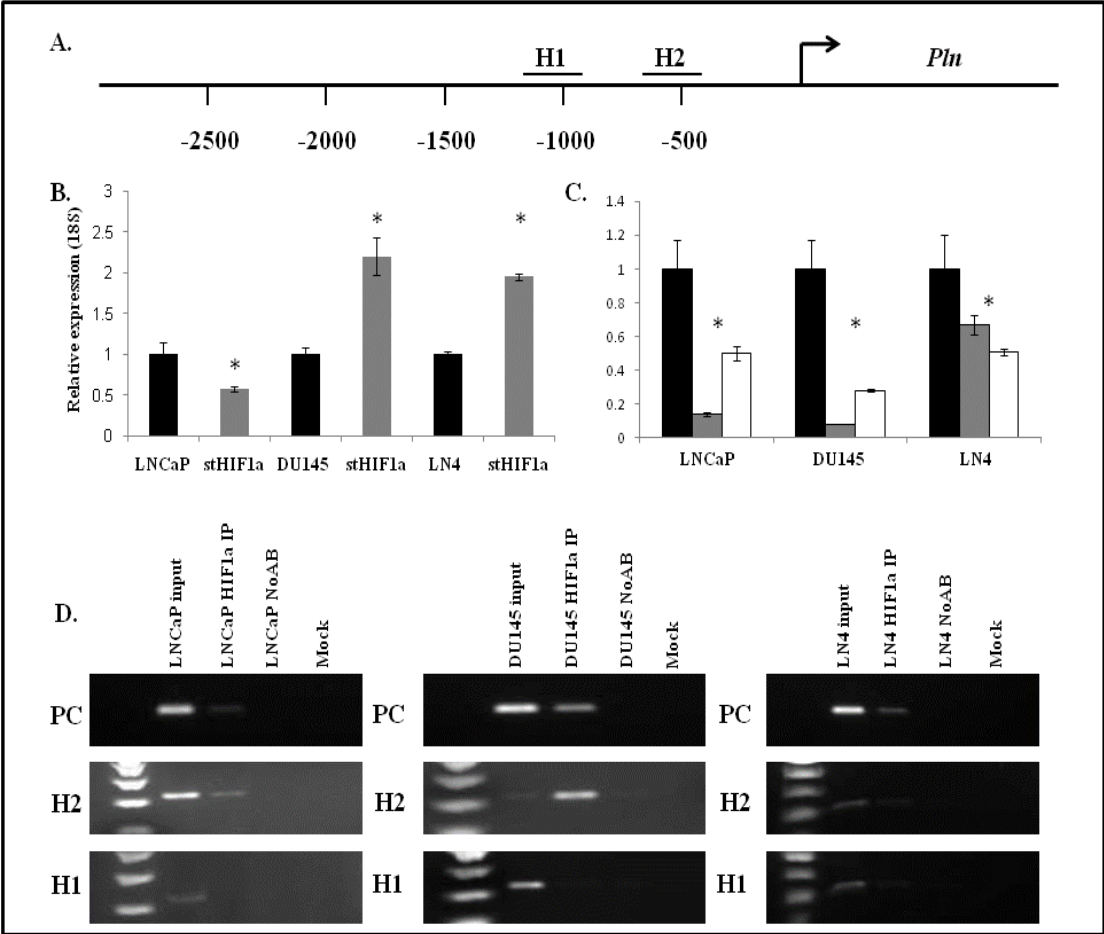 A.
H1
H2
Pln
-2500
-2000
-1500
-1000
-500
B.
Relative expression (18S)
3
2.5
2
1.5
1
0.5
0
*
*
*
LNCaP
stHIF1a
DU145
stHIF1a
LN4
stHIF1a
C.
1.4
1.2
1
0.8
0.6
0.4
0.2
0
*
*
*
LNCaP
DU145
LN4
D.
LNCaP input
LNCaP HIF1a IP
LNCaP NoAB
Mock
DU145 input
DU145 HIF1a IP
DU145 NoAB
Mock
LN4 input
LN4 HIF1a IP
LN4 NoAB
Mock
PC
PC
PC
H2
H2
H2
H1
H1
H1